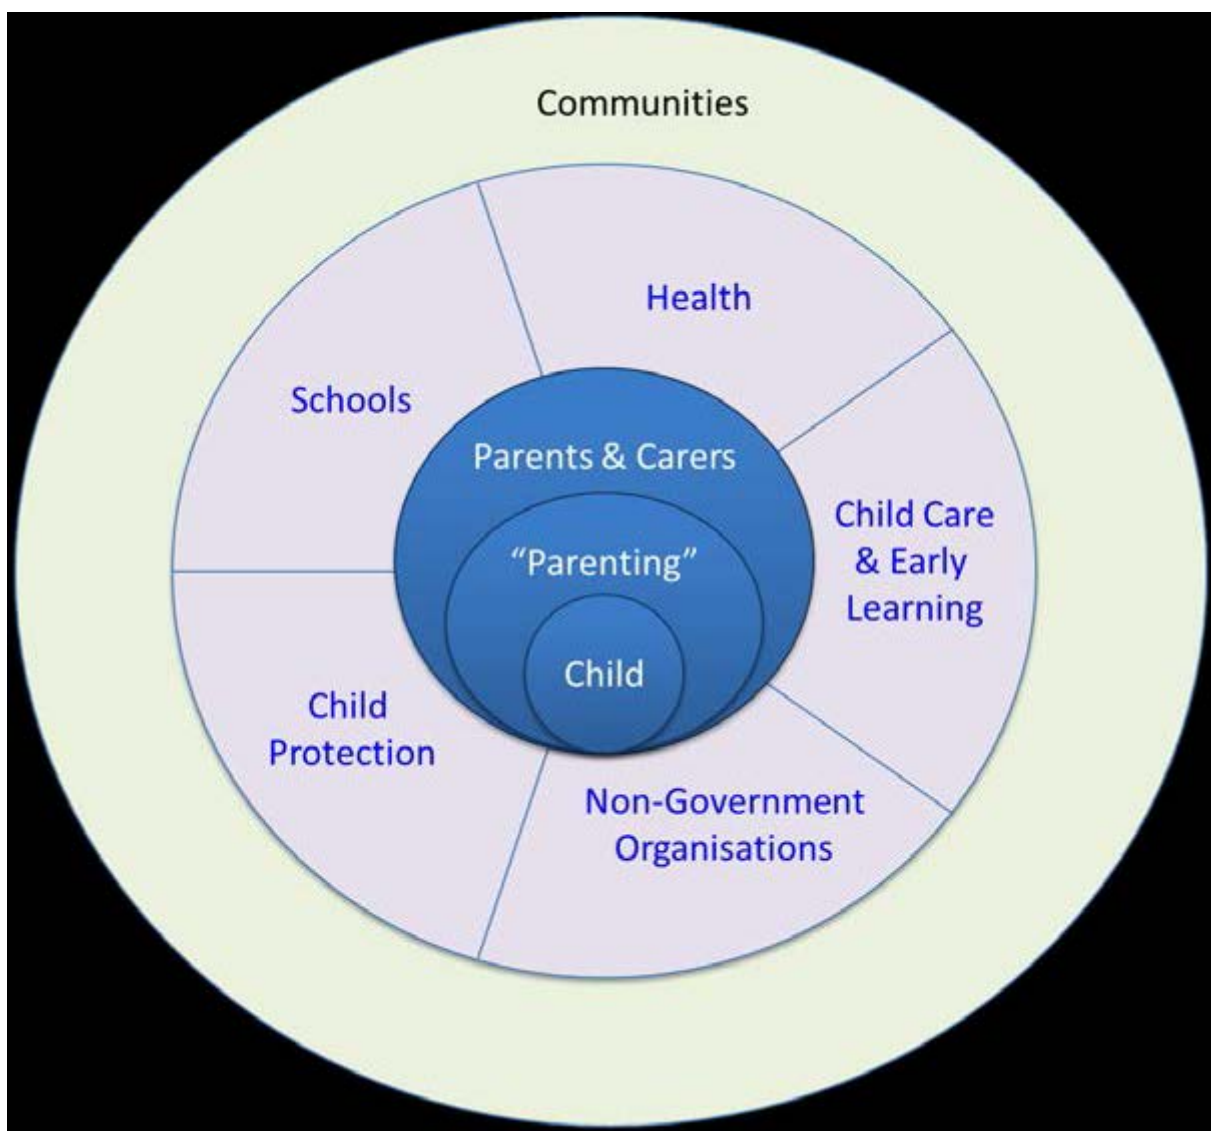 Communities
Health
Schools
Parents & Carers
Child Care
& Early
Learning
“Parenting”
Child
Child
Protection
Non-Government
Organisations